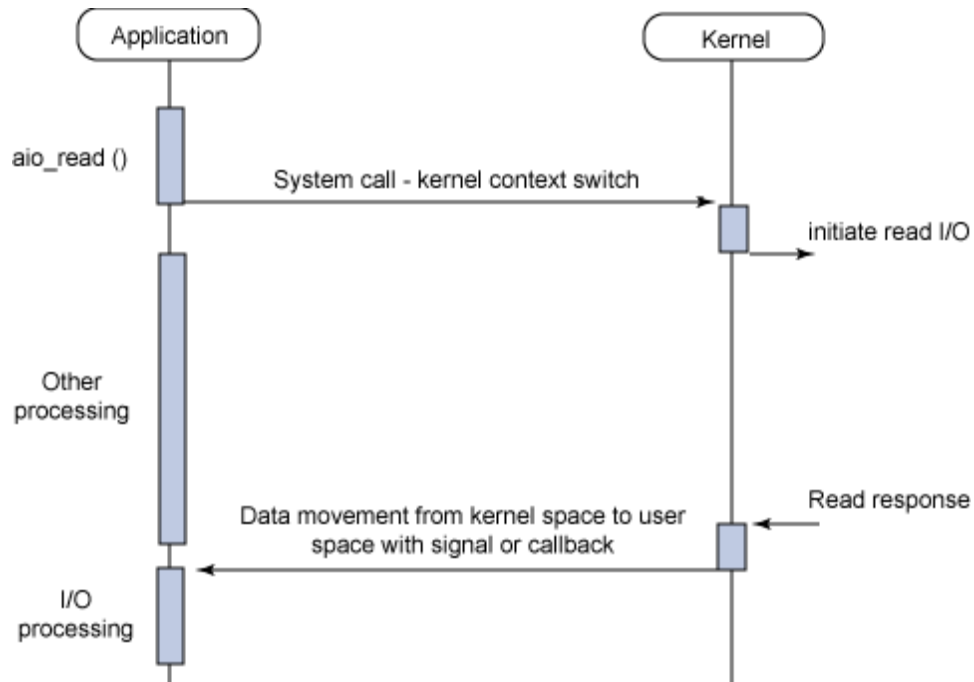 Application
Kernel
aio_read ()
System call - kernel context switch
initiate read I/O
Other
processing
Read response
Data movement from kernel space to user
space with signal or callback
I/O
processing